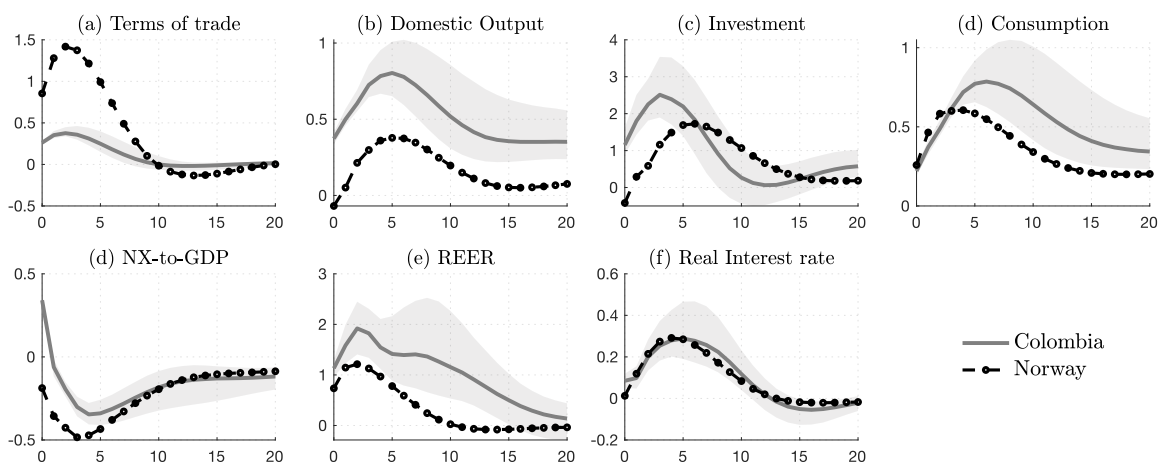 (a) Terms of trade
1.5
1
0.5
0
-0.5
0 5 10 15 20
(b) Domestic Output
1
0.5
0
0 5 10 15 20
(c) Investment
4
3
2
1
0
0 5 10 15 20
(d) Consumption
1
0.5
0
0 5 10 15 20
(d) NX-to-GDP
0.5
0
-0.5
0 5 10 15 20
(e) REER
3
2
1
0
0 5 10 15 20
(f) Real Interest rate
0.6
0.4
0.2
0
-0.2
0 5 10 15 20
Colombia
Norway